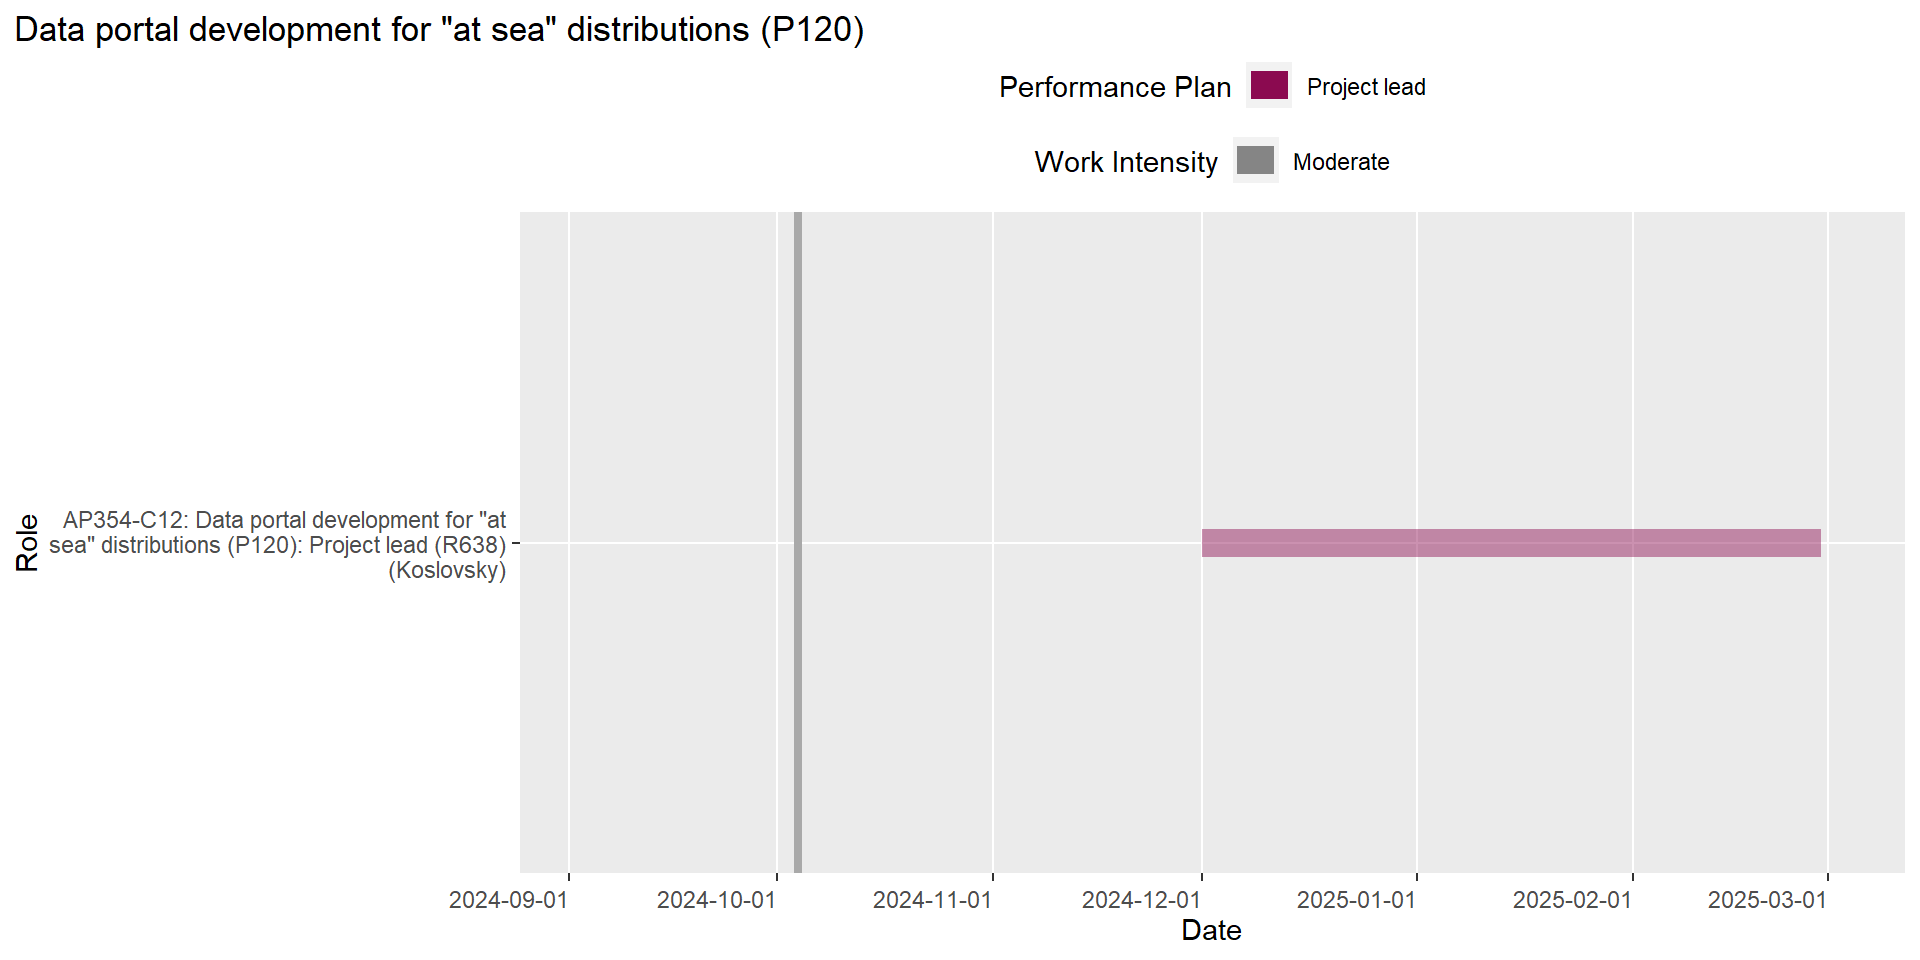 Data portal development for "at sea" distributions (P120)
Performance Plan
Project lead
Work Intensity
Moderate
Role
AP354-C12: Data portal development for "at
sea" distributions (P120): Project lead (R638)
(Koslovsky)
2024-09-01
2024-10-01
2024-11-01
2024-12-01
2025-01-01
2025-02-01
2025-03-01
Date